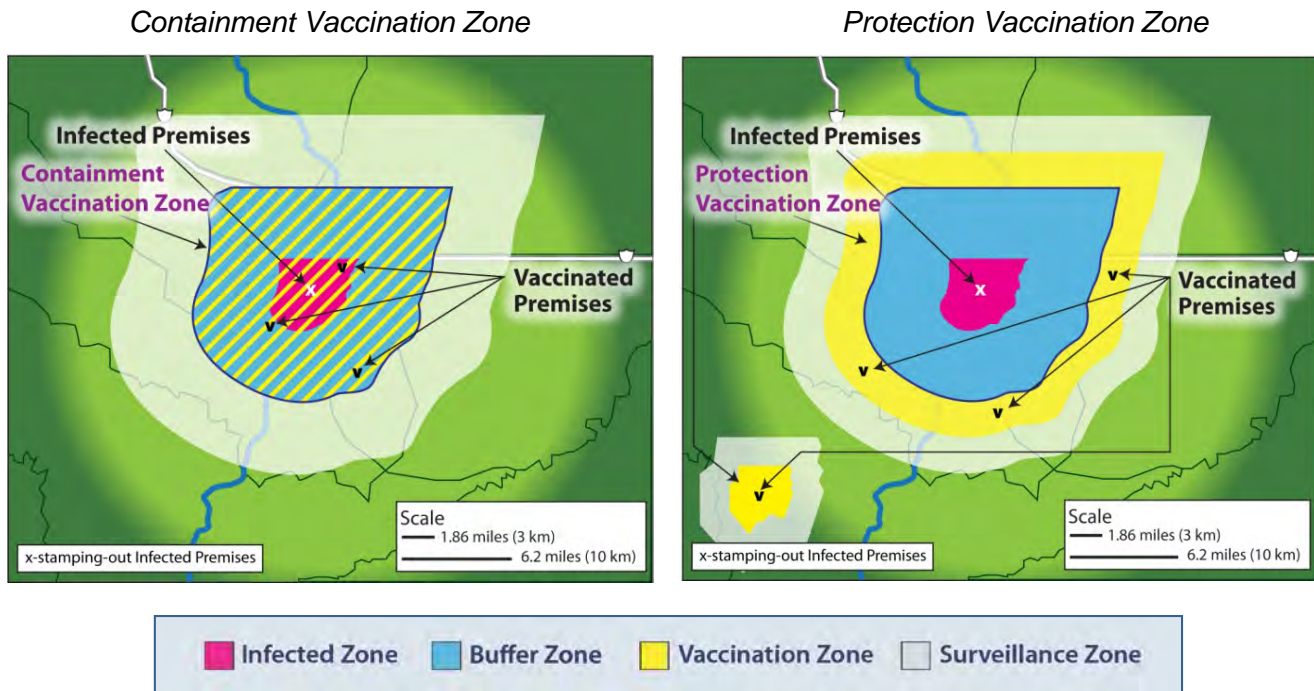 Containment Vaccination Zone
Infected Premises
Containment
Vaccination Zone
x
v
v
v
Vaccinated
Premises
x-stamping-out Infected Premises
Scale
1.86 miles (3 km)
6.2 miles (10 km)
Protection Vaccination Zone
Infected Premises
Protection
Vaccination Zone
x
v
v
v
v
Vaccinated
Premises
x-stamping-out Infected Premises
Scale
1.86 miles (3 km)
6.2 miles (10 km)
Infected Zone Buffer Zone Vaccination Zone Surveillance Zone